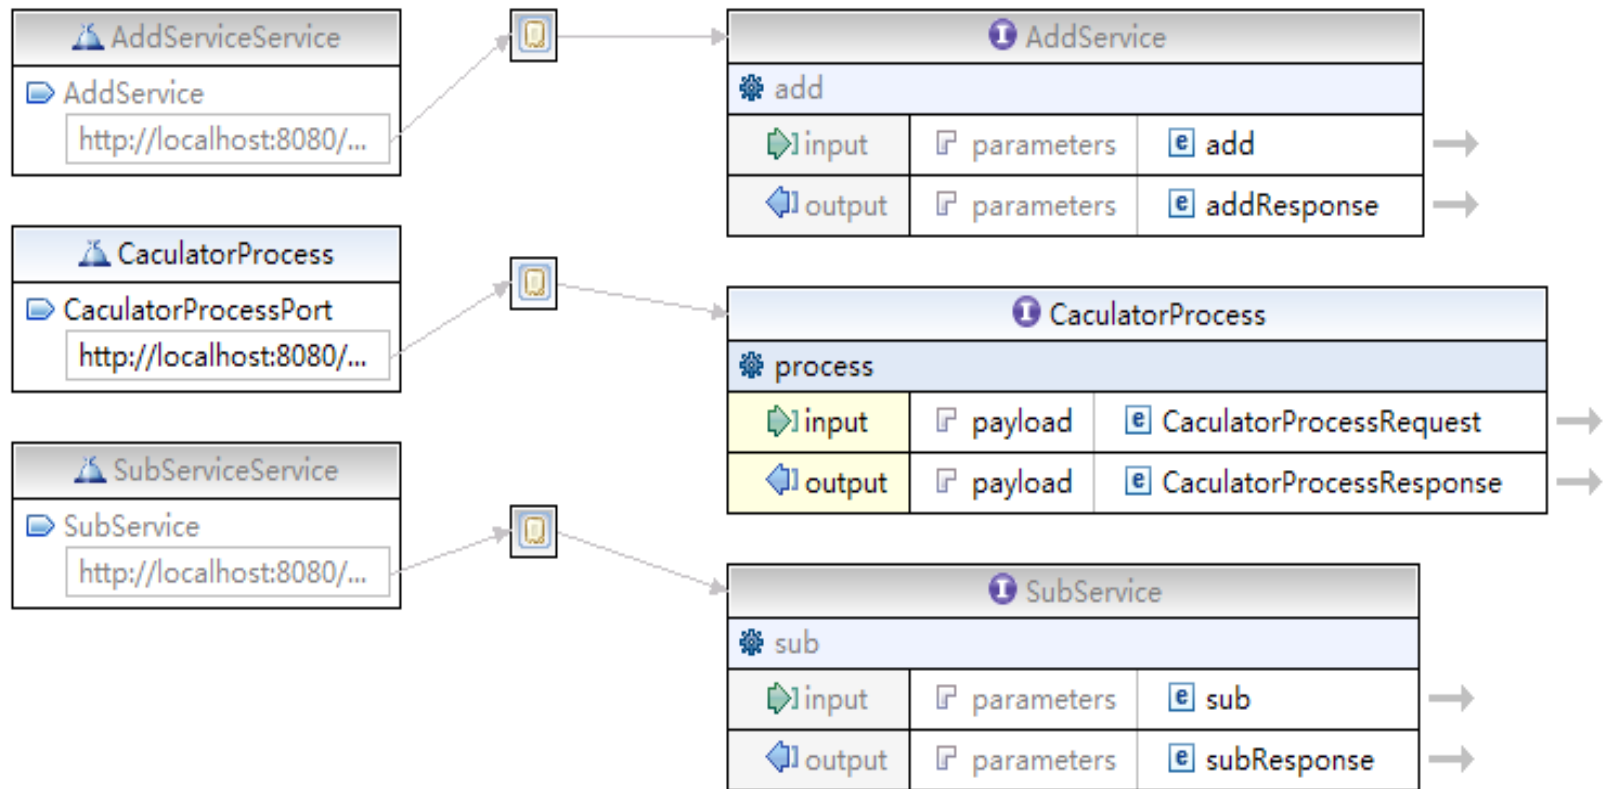 AddServiceService
AddService
http://localhost:8080/...
AddService
add
input parameters add
output parameters addResponse
CaculatorProcess
CaculatorProcessPort
http://localhost:8080/...
CaculatorProcess
process
input payload CaculatorProcessRequest
output payload CaculatorProcessResponse
SubServiceService
SubService
http://localhost:8080/...
SubService
sub
input parameters sub
output parameters subResponse